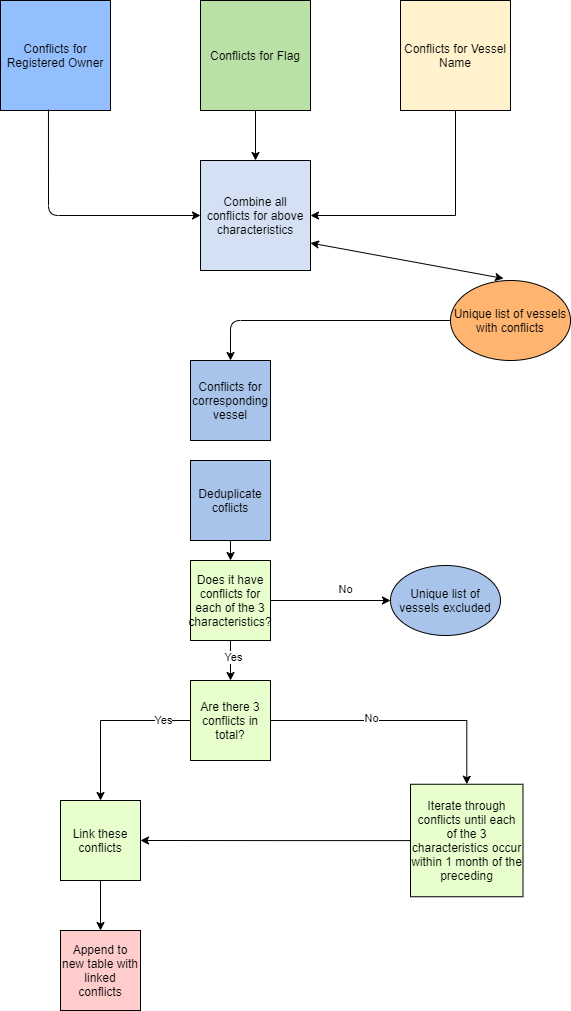 Conflicts for
Registered Owner
Conflicts for Flag
Conflicts for Vessel
Name
Combine all
conflicts for above
characteristics
Unique list of vessels
with conflicts
Conflicts for
corresponding
vessel
Deduplicate
coflicts
Does it have
conflicts for
each of the 3
characteristics?
No
Unique list of
vessels excluded
Yes
Are there 3
conflicts in
total?
Yes
No
Link these
conflicts
Iterate through
conflicts until each
of the 3
characteristics occur
within 1 month of the
preceding
Append to
new table with
linked
conflicts